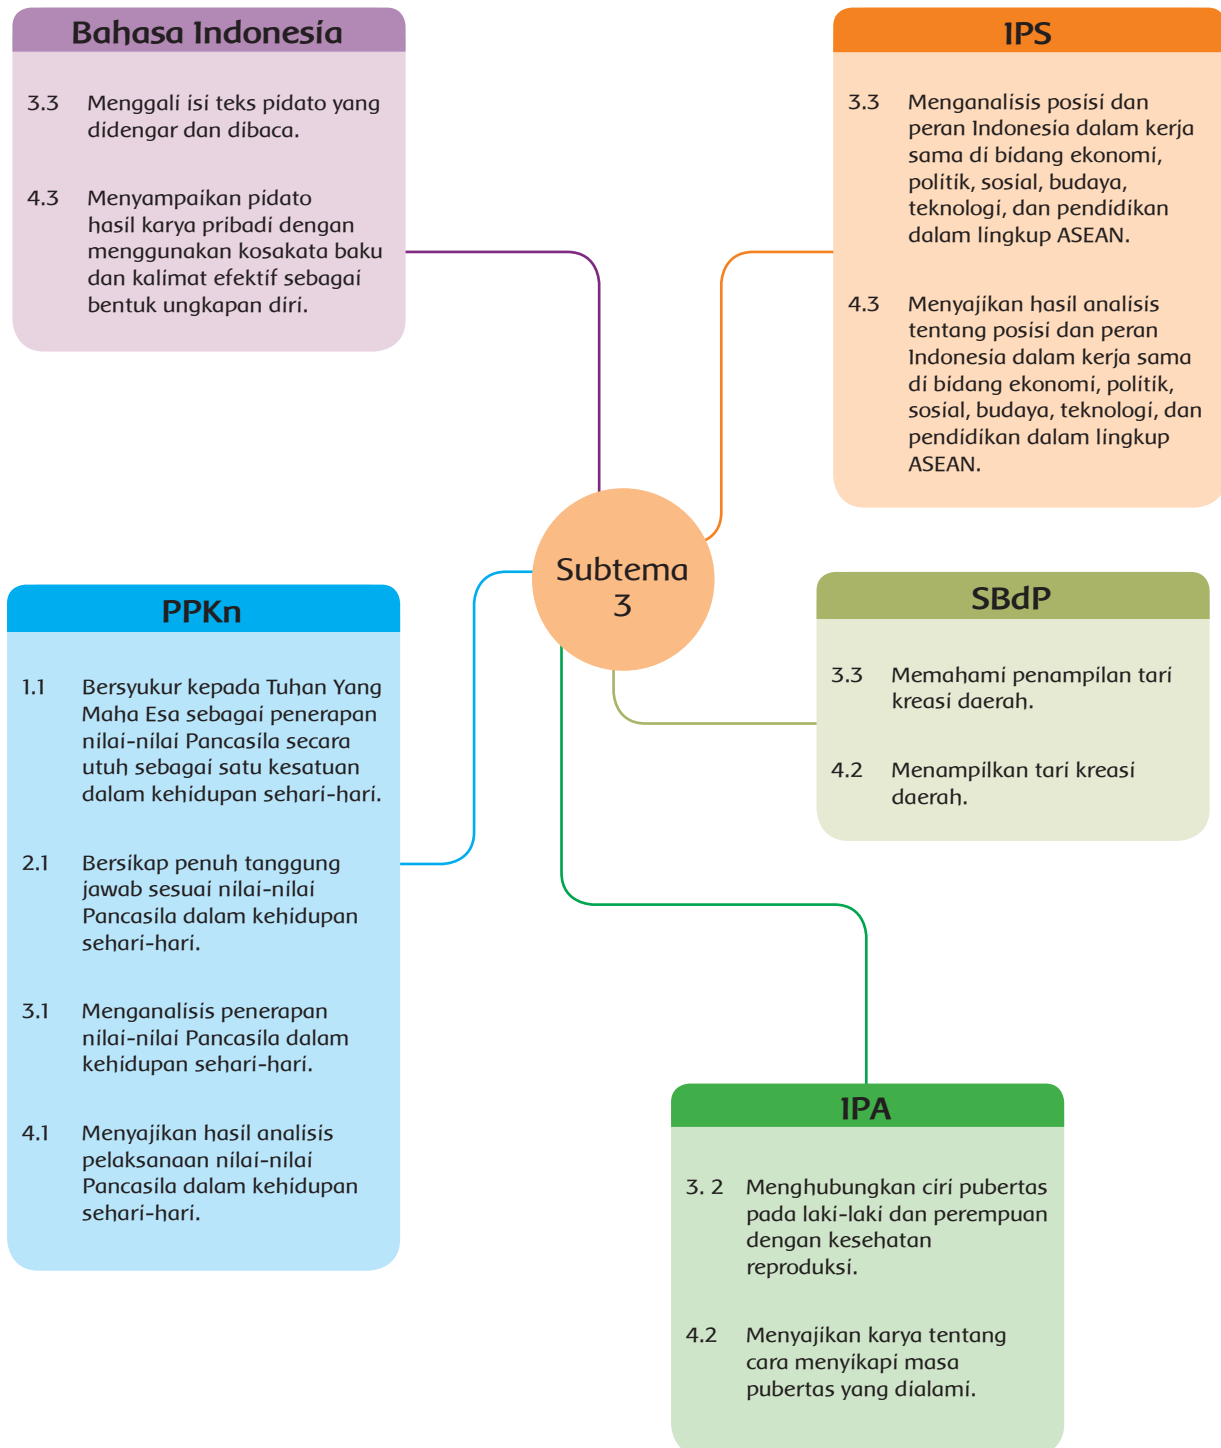 Bahasa Indonesia
3.3 Menggali isi teks pidato yang
didengar dan dibaca.
4.3 Menyampaikan pidato
hasil karya pribadi dengan
menggunakan kosakata baku
dan kalimat efektif sebagai
bentuk ungkapan diri.
IPS
3.3 Menganalisis posisi dan
peran Indonesia dalam kerja
sama di bidang ekonomi,
politik, sosial, budaya,
teknologi, dan pendidikan
dalam lingkup ASEAN.
4.3 Menyajikan hasil analisis
tentang posisi dan peran
Indonesia dalam kerja sama
di bidang ekonomi, politik,
sosial, budaya, teknologi, dan
pendidikan dalam lingkup
ASEAN.
Subtema
3
PPKn
1.1 Bersyukur kepada Tuhan Yang
Maha Esa sebagai penerapan
nilai-nilai Pancasila secara
utuh sebagai satu kesatuan
dalam kehidupan sehari-hari.
2.1 Bersikap penuh tanggung
jawab sesuai nilai-nilai
Pancasila dalam kehidupan
sehari-hari.
3.1 Menganalisis penerapan
nilai-nilai Pancasila dalam
kehidupan sehari-hari.
4.1 Menyajikan hasil analisis
pelaksanaan nilai-nilai
Pancasila dalam kehidupan
sehari-hari.
SBdP
3.3 Memahami penampilan tari
kreasi daerah.
4.2 Menampilkan tari kreasi
daerah.
IPA
3. 2 Menghubungkan ciri pubertas
pada laki-laki dan perempuan
dengan kesehatan
reproduksi.
4.2 Menyajikan karya tentang
cara menyikapi masa
pubertas yang dialami.